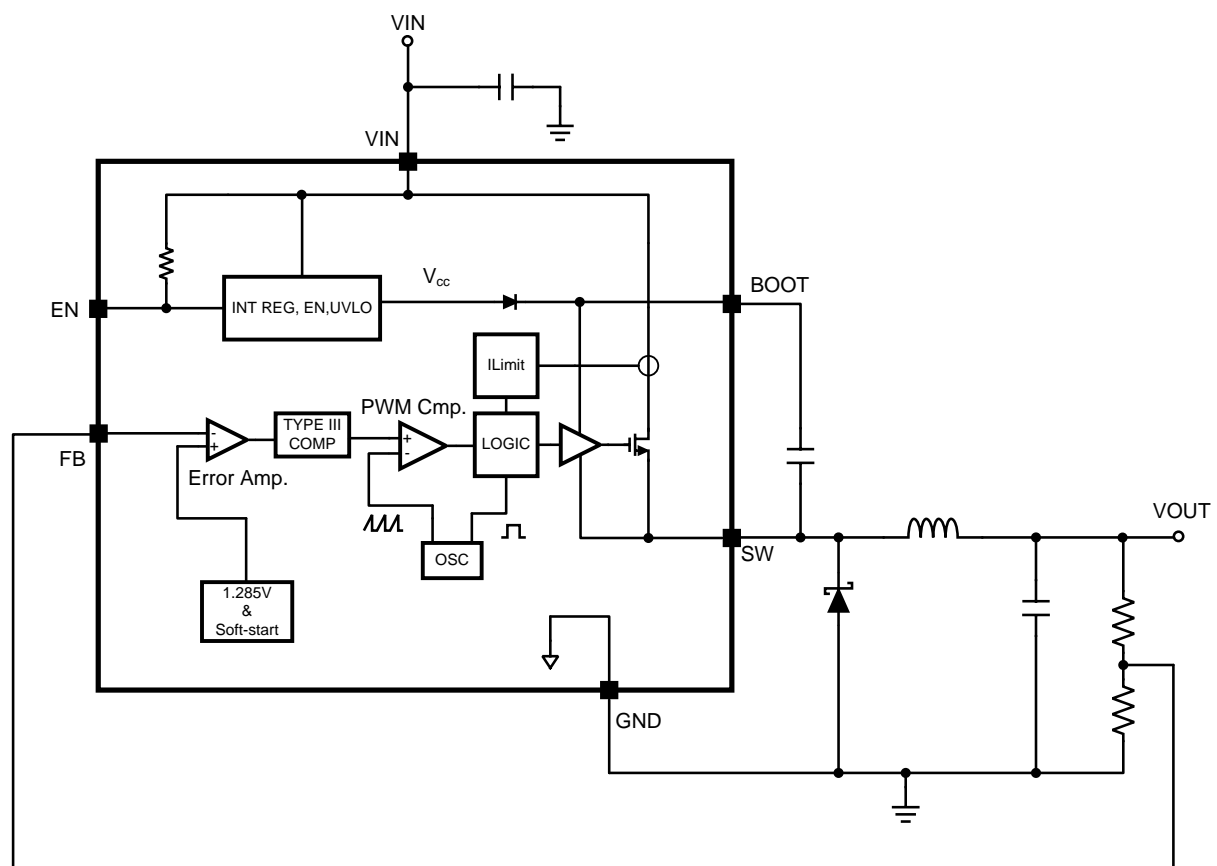 VIN
VIN
EN
INT REG, EN,UVLO
Vcc
BOOT
ILimit
PWM Cmp.
FB
-
+
TYPE III
COMP
+
-
LOGIC
Error Amp.
OSC
SW
VOUT
1.285V
&
Soft-start
GND